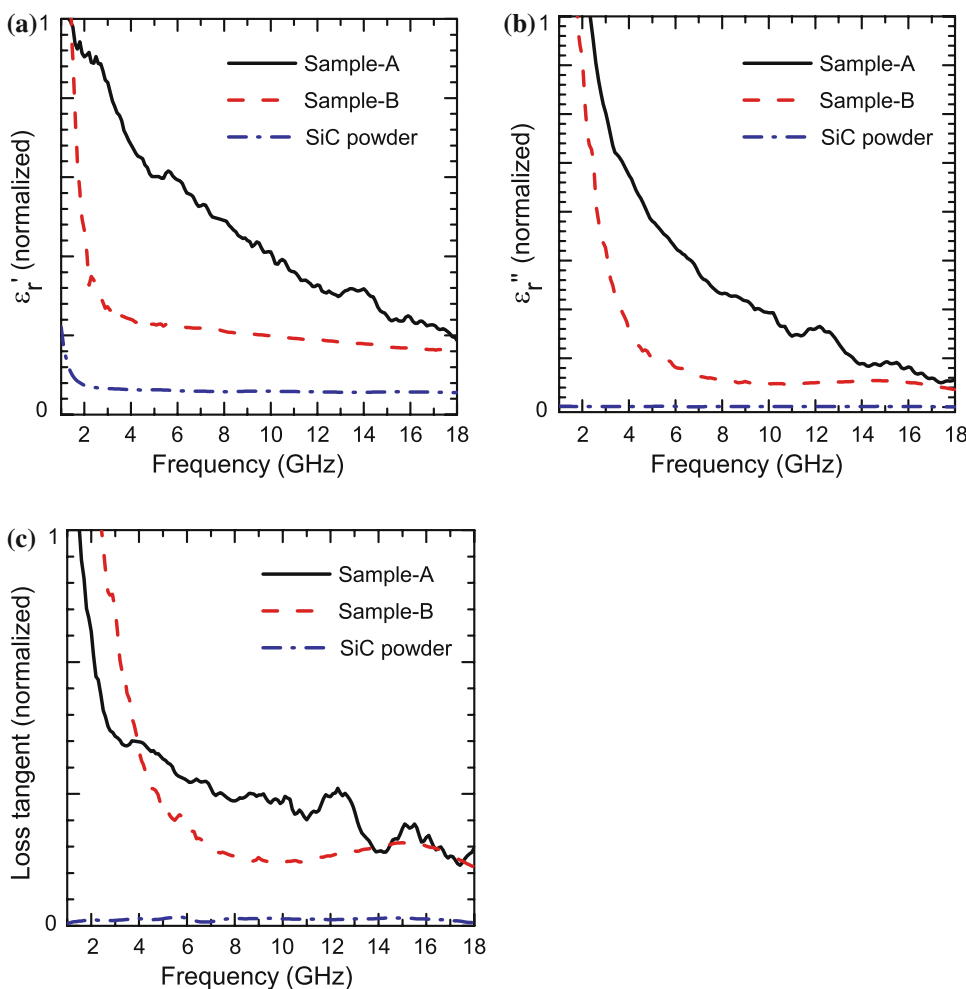 (a)
1
Sample-A
Sample-B
SiC powder
εr' (normalized)
0
2 4 6 8 10 12 14 16 18
Frequency (GHz)
(b)
1
Sample-A
Sample-B
SiC powder
εr'' (normalized)
0
2 4 6 8 10 12 14 16 18
Frequency (GHz)
(c)
1
Sample-A
Sample-B
SiC powder
Loss tangent (normalized)
0
2 4 6 8 10 12 14 16 18
Frequency (GHz)